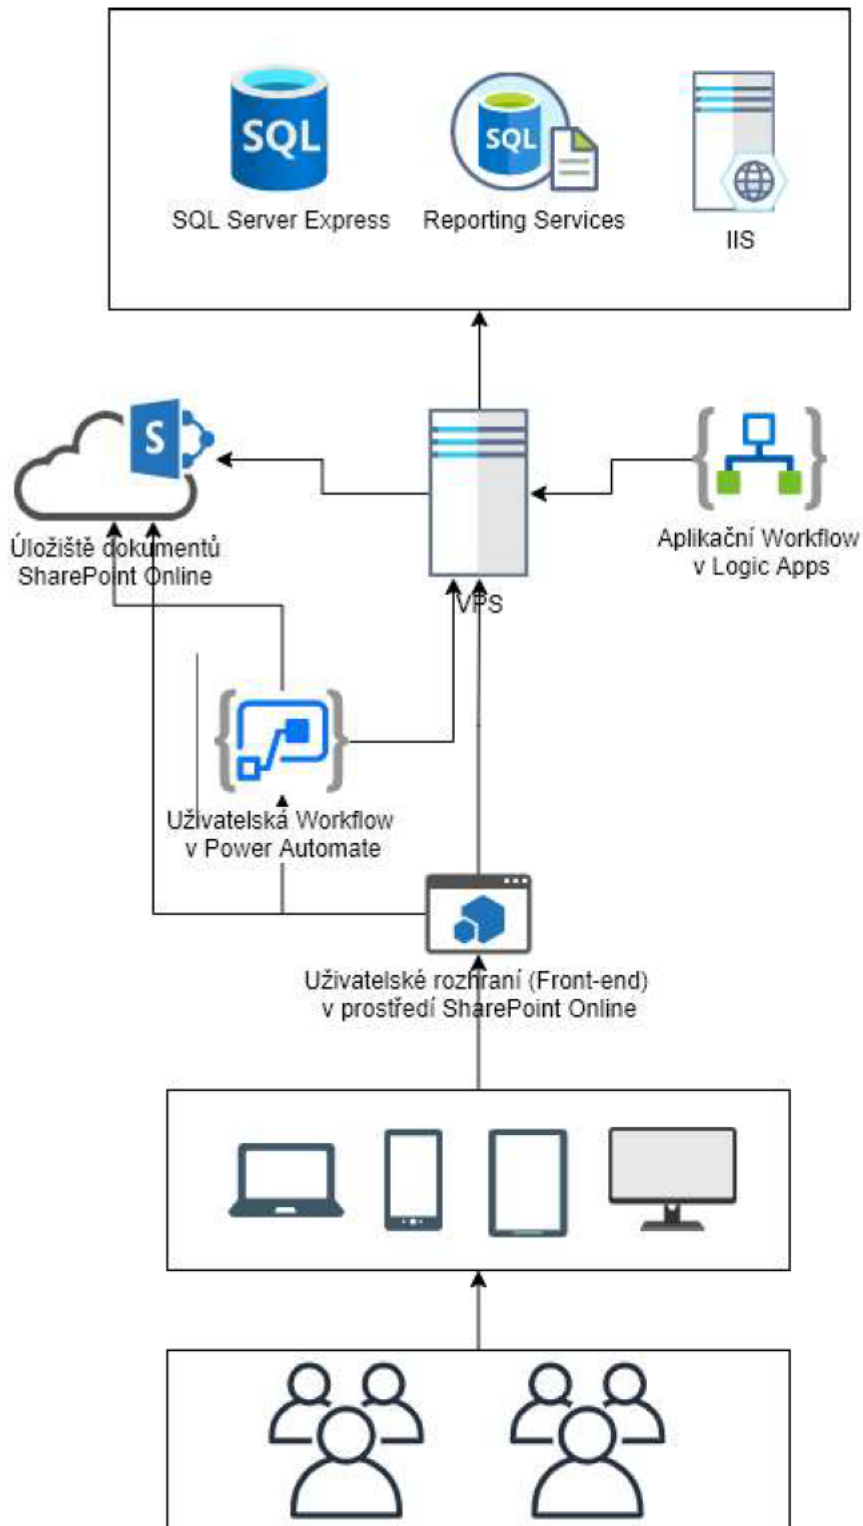 SQL
SQL
SQL Server Express
Reporting Services
IIS
S
Úložiště dokumentů
SharePoint Online
VPS
Aplikační Workflow
v Logic Apps
Uživatelská Workflow
v Power Automate
Uživatelské rozhraní (Front-end)
v prostředí SharePoint Online